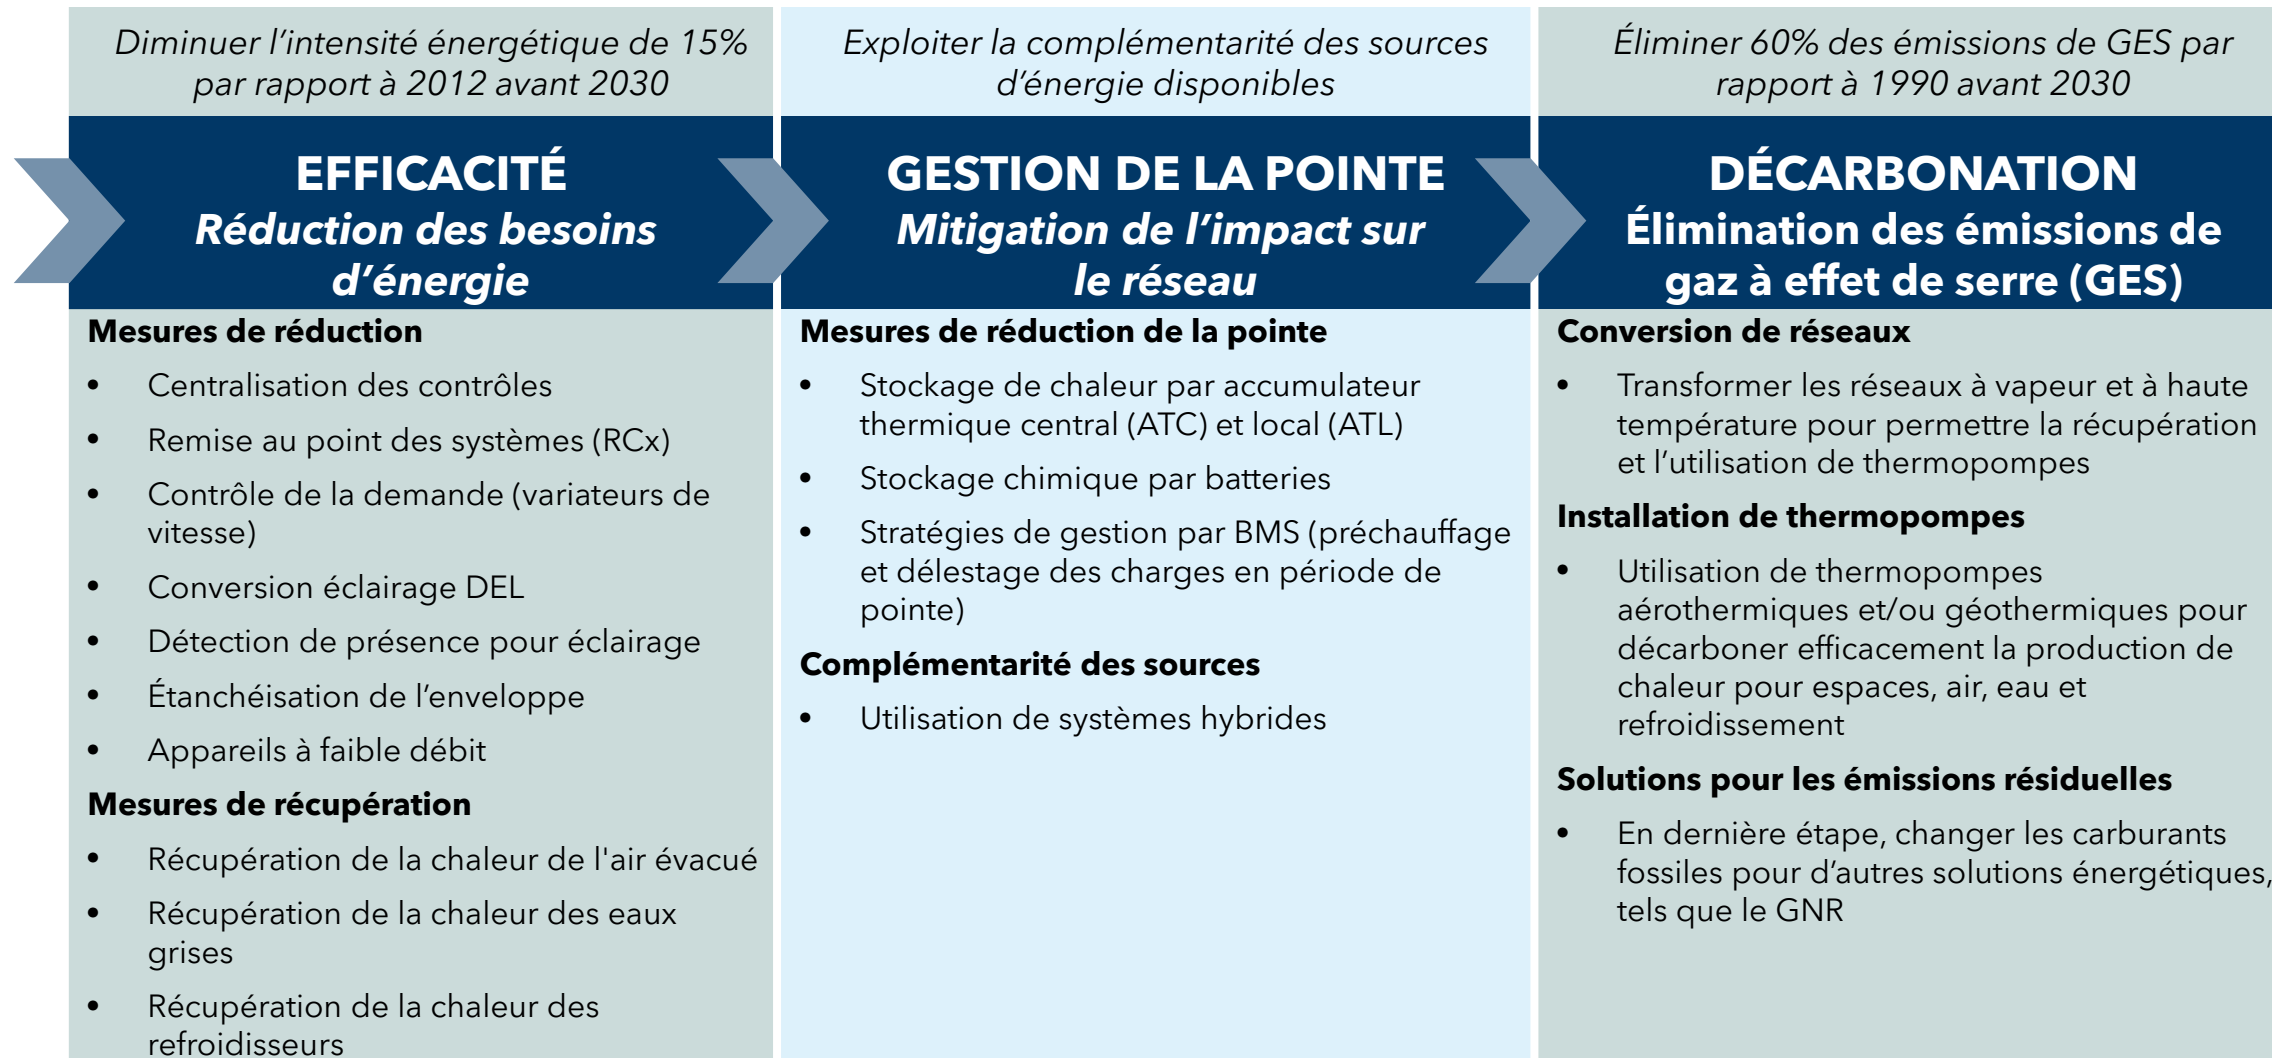 Diminuer l’intensité énergétique de 15%
par rapport à 2012 avant 2030
EFFICACITÉ
Réduction des besoins
d’énergie
Mesures de réduction
• Centralisation des contrôles
• Remise au point des systèmes (RCx)
• Contrôle de la demande (variateurs de
vitesse)
• Conversion éclairage DEL
• Détection de présence pour éclairage
• Étanchéisation de l’enveloppe
• Appareils à faible débit
Mesures de récupération
• Récupération de la chaleur de l'air évacué
• Récupération de la chaleur des eaux
grises
• Récupération de la chaleur des
refroidisseurs
Exploiter la complémentarité des sources
d’énergie disponibles
GESTION DE LA POINTE
Mitigation de l’impact sur
le réseau
Mesures de réduction de la pointe
• Stockage de chaleur par accumulateur
thermique central (ATC) et local (ATL)
• Stockage chimique par batteries
• Stratégies de gestion par BMS (préchauffage
et délestage des charges en période de
pointe)
Complémentarité des sources
• Utilisation de systèmes hybrides
Éliminer 60% des émissions de GES par
rapport à 1990 avant 2030
DÉCARBONATION
Élimination des émissions de
gaz à effet de serre (GES)
Conversion de réseaux
• Transformer les réseaux à vapeur et à haute
température pour permettre la récupération
et l’utilisation de thermopompes
Installation de thermopompes
• Utilisation de thermopompes
aérothermiques et/ou géothermiques pour
décarboner efficacement la production de
chaleur pour espaces, air, eau et
refroidissement
Solutions pour les émissions résiduelles
• En dernière étape, changer les carburants
fossiles pour d’autres solutions énergétiques,
tels que le GNR